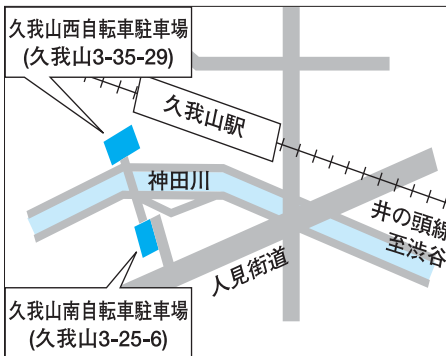 久我山西自転車駐車場
(久我山3-35-29)
久我山駅
神田川
井の頭線
至渋谷
人見街道
久我山南自転車駐車場
(久我山3-25-6)